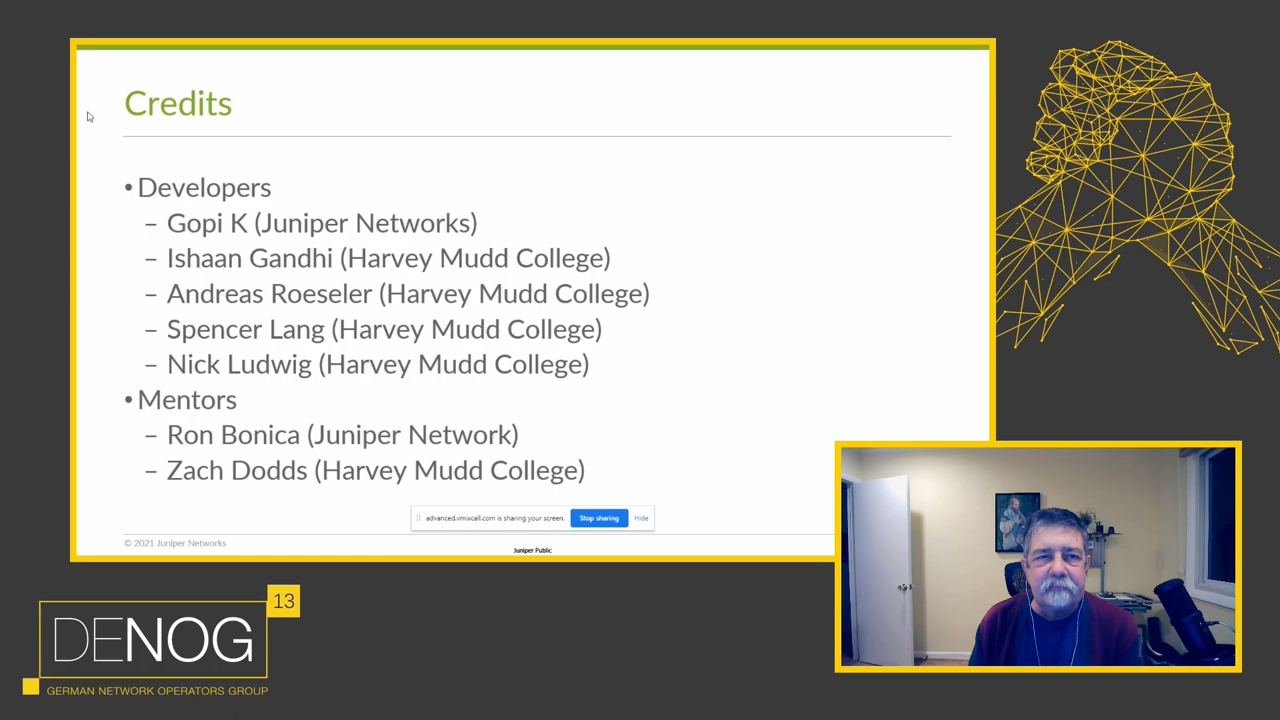 Credits
• Developers
– Gopi K (Juniper Networks)
– Ishaan Gandhi (Harvey Mudd College)
– Andreas Roeseler (Harvey Mudd College)
– Spencer Lang (Harvey Mudd College)
– Nick Ludwig (Harvey Mudd College)
• Mentors
– Ron Bonica (Juniper Network)
– Zach Dodds (Harvey Mudd College)
advanced.vmixcall.com is sharing your screen. Stop sharing Hide
© 2021 Juniper Networks
Juniper Public
13
DENOG
GERMAN NETWORK OPERATORS GROUP